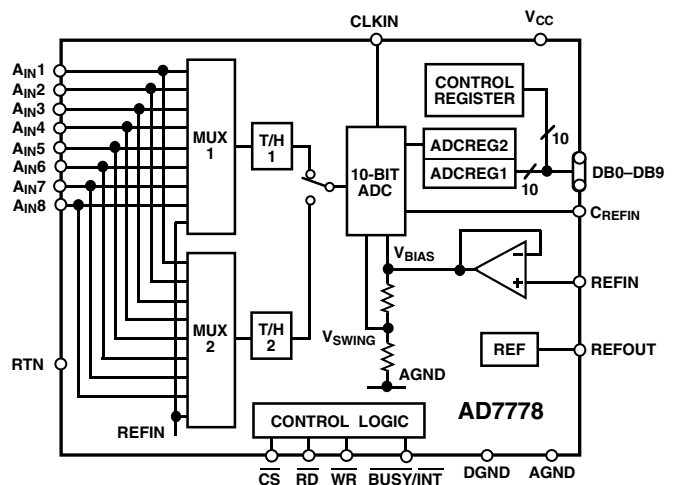 CLKIN
VCC
AIN1
AIN2
AIN3
AIN4
AIN5
AIN6
AIN7
AIN8
MUX
1
T/H
1
10-BIT
ADC
CONTROL
REGISTER
10
ADCREG2
ADCREG1
10
DB0–DB9
CREFIN
VBIAS
–
+
REFIN
MUX
2
T/H
2
VSWING
REF
REFOUT
RTN
AGND
REFIN
CONTROL LOGIC
AD7778
CS
RD
WR
BUSY/INT
DGND
AGND